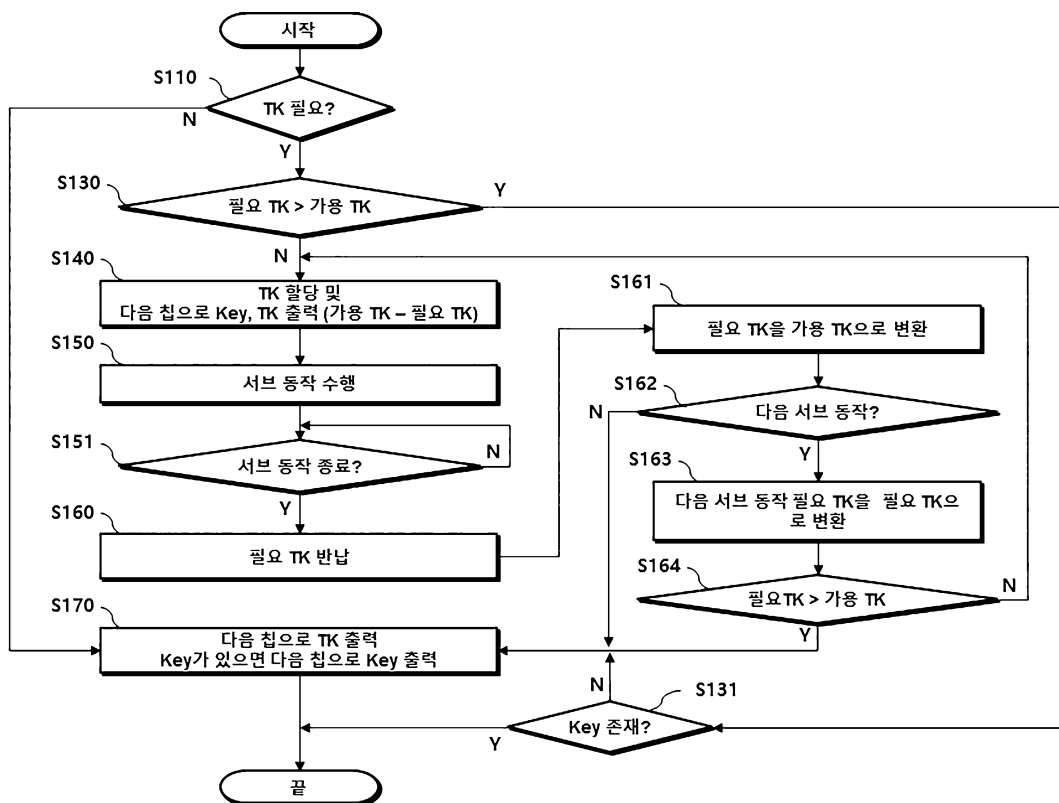 시작
S110
TK 필요?
N
Y
S130
필요 TK > 가용 TK
Y
N
S140
TK 할당 및
다음 칩으로 Key, TK 출력 (가용 TK – 필요 TK)
S150
서브 동작 수행
S151
서브 동작 종료?
N
Y
S160
필요 TK 반납
S161
필요 TK을 가용 TK으로 변환
S162
다음 서브 동작?
N
Y
S163
다음 서브 동작 필요 TK을 필요 TK으
로 변환
S164
필요TK > 가용 TK
N
Y
S170
다음 칩으로 TK 출력
Key가 있으면 다음 칩으로 Key 출력
S131
Key 존재?
N
Y
끝